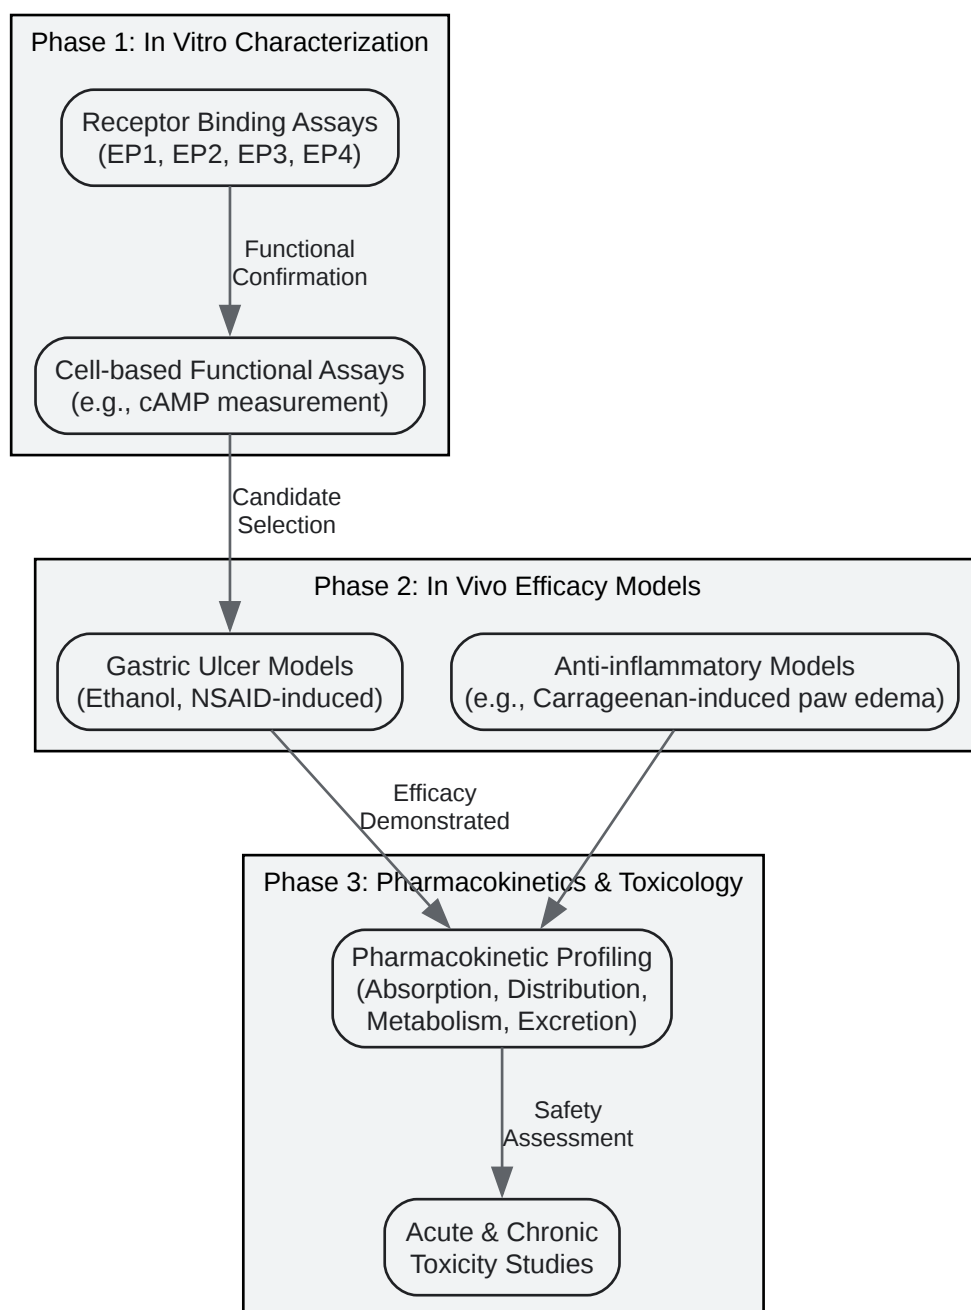 Phase 1: In Vitro Characterization
Receptor Binding Assays
(EP1, EP2, EP3, EP4)
Functional
Confirmation
Cell-based Functional Assays
(e.g., cAMP measurement)
Candidate
Selection
Phase 2: In Vivo Efficacy Models
Gastric Ulcer Models
(Ethanol, NSAID-induced)
Anti-inflammatory Models
(e.g., Carrageenan-induced paw edema)
Efficacy
Demonstrated
Phase 3: Pharmacokinetics & Toxicology
Pharmacokinetic Profiling
(Absorption, Distribution,
Metabolism, Excretion)
Safety
Assessment
Acute & Chronic
Toxicity Studies